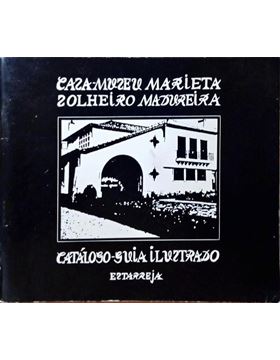 CASA-MUSEU MARIETA
SOLHEIRO MADUREIRA
CATÁLOGO-GUIA ILUSTRADO
ESTARREJA